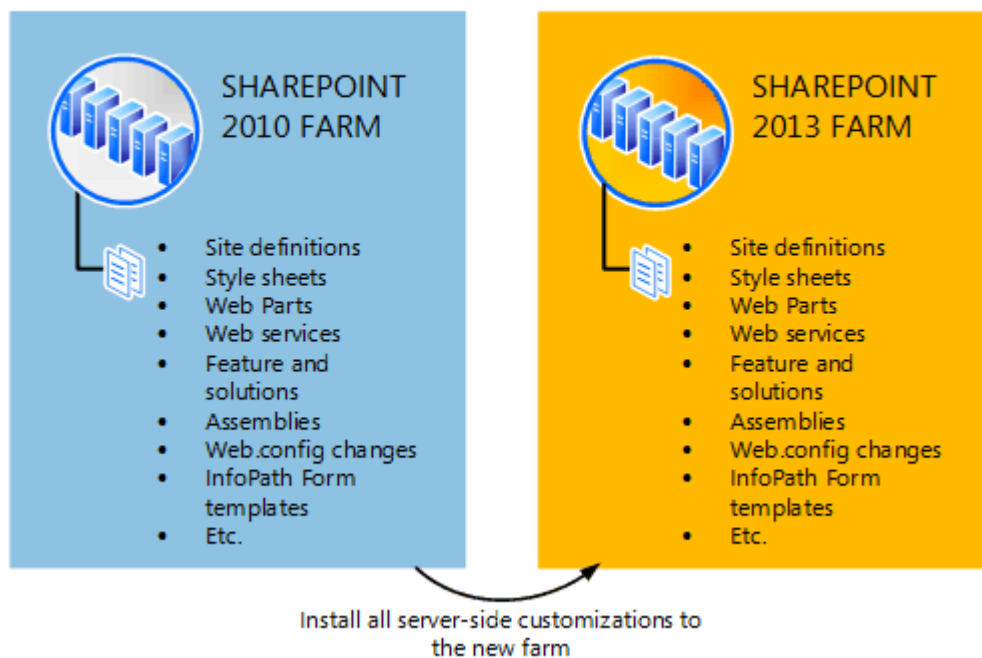 SHAREPOINT
2010 FARM
• Site definitions
• Style sheets
• Web Parts
• Web services
• Feature and
solutions
• Assemblies
• Web.config changes
• InfoPath Form
templates
• Etc.
SHAREPOINT
2013 FARM
• Site definitions
• Style sheets
• Web Parts
• Web services
• Feature and
solutions
• Assemblies
• Web.config changes
• InfoPath Form
templates
• Etc.
Install all server-side customizations to
the new farm